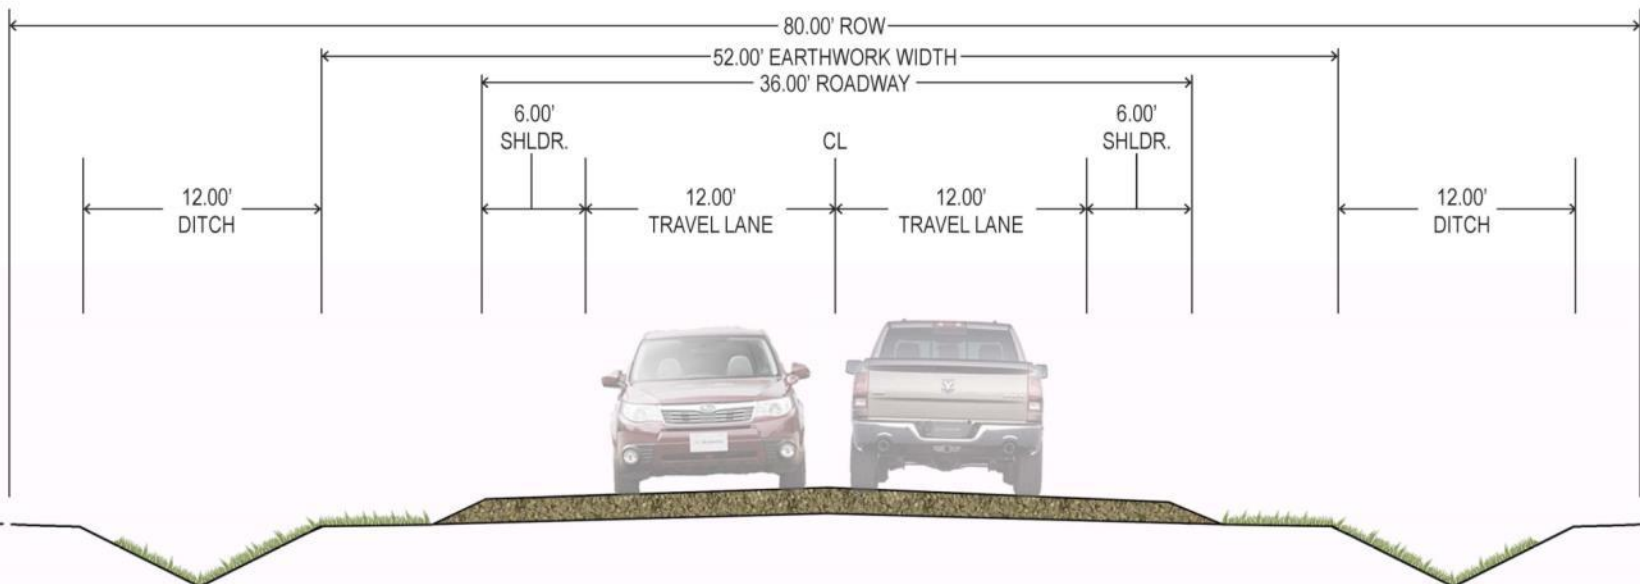 80.00' ROW
52.00' EARTHWORK WIDTH
36.00' ROADWAY
6.00'
SHLDR.
CL
6.00'
SHLDR.
12.00'
DITCH
12.00'
TRAVEL LANE
12.00'
TRAVEL LANE
12.00'
DITCH